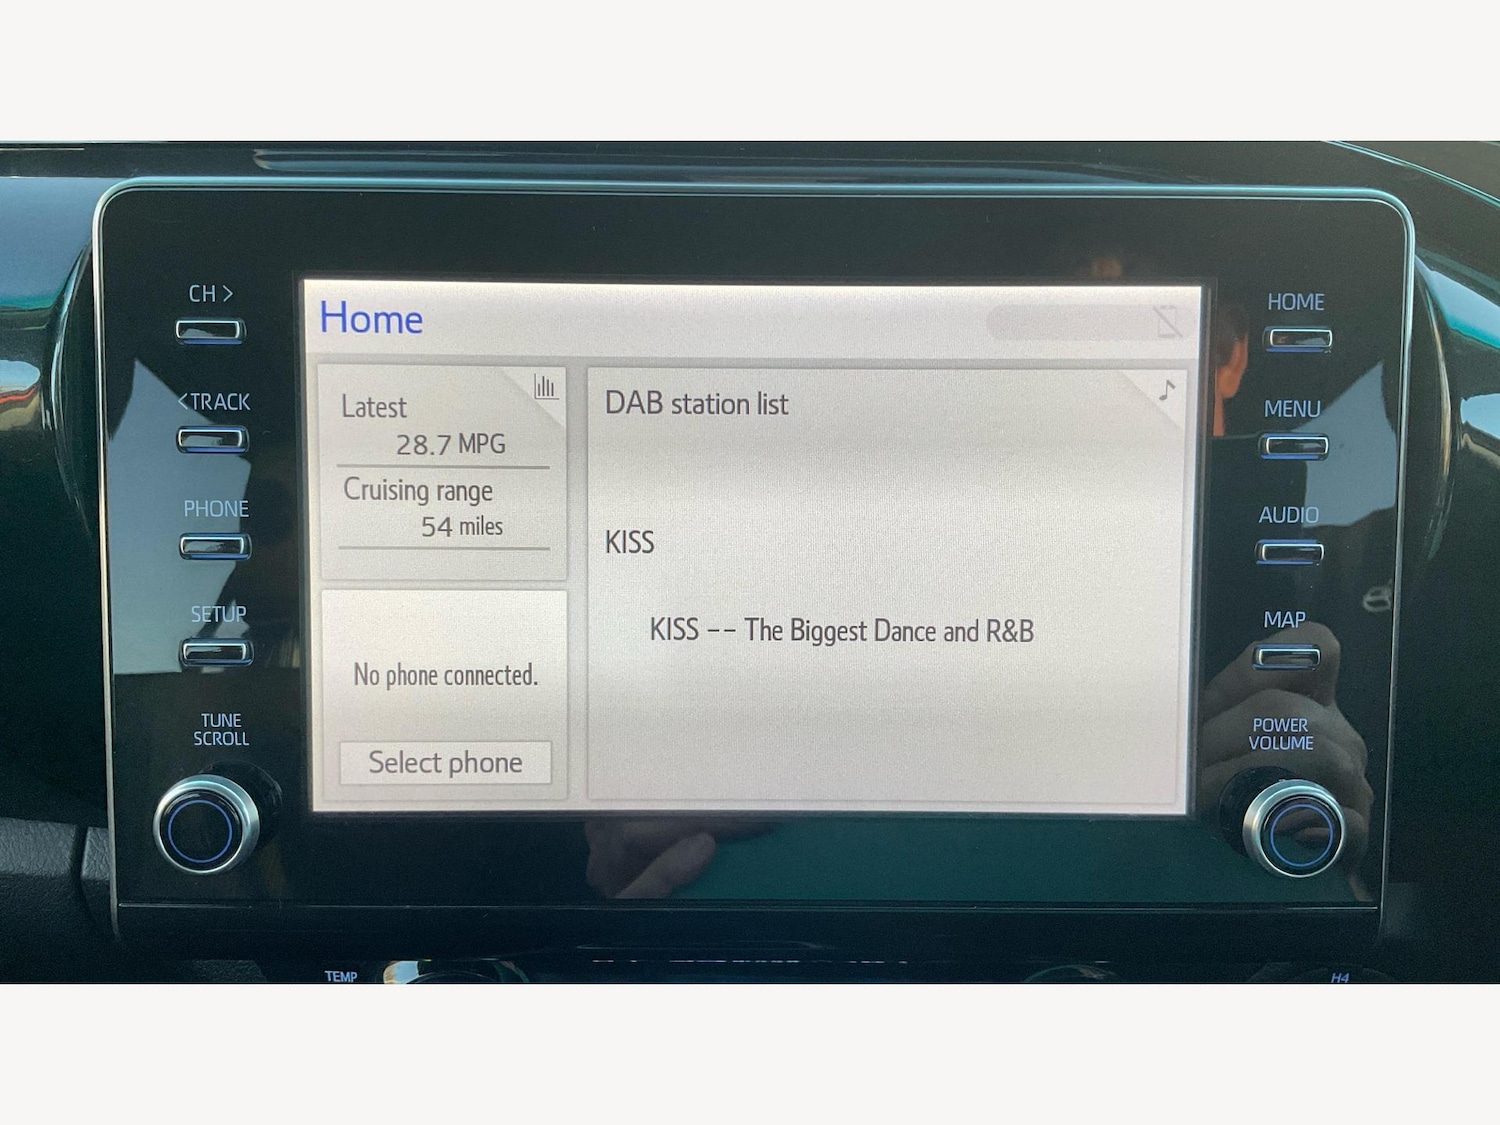 CH >
<TRACK
PHONE
SETUP
TUNE
SCROLL
Home
Latest
28.7 MPG
Cruising range
54 miles
No phone connected.
Select phone
DAB station list
KISS
KISS -- The Biggest Dance and R&B
HOME
MENU
AUDIO
MAP
POWER
VOLUME
TEMP
H4